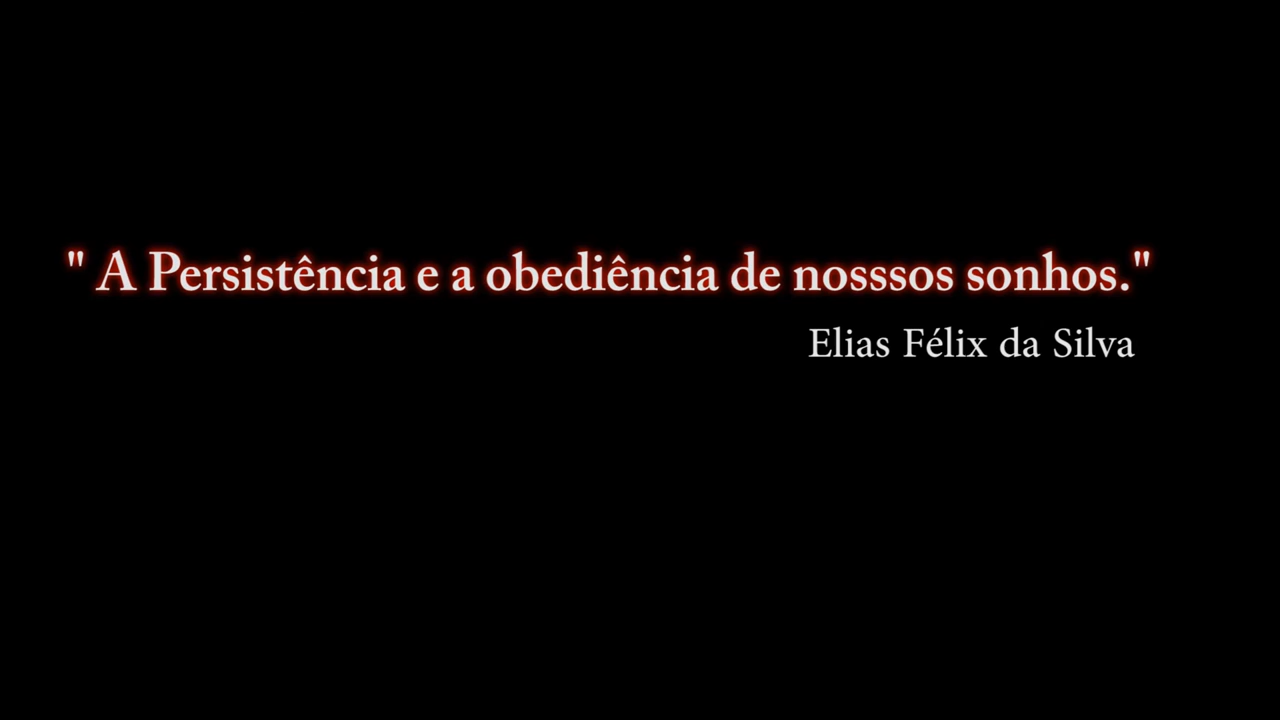 " A Persistência e a obediência de nosssos sonhos."
Elias Félix da Silva